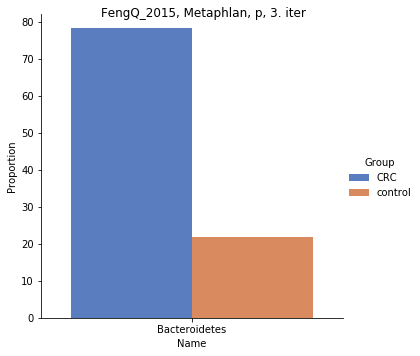 FengQ_2015, Metaphlan, p, 3. iter
80
70
60
50
40
30
20
10
0
Proportion
Bacteroidetes
Name
Group
CRC
control